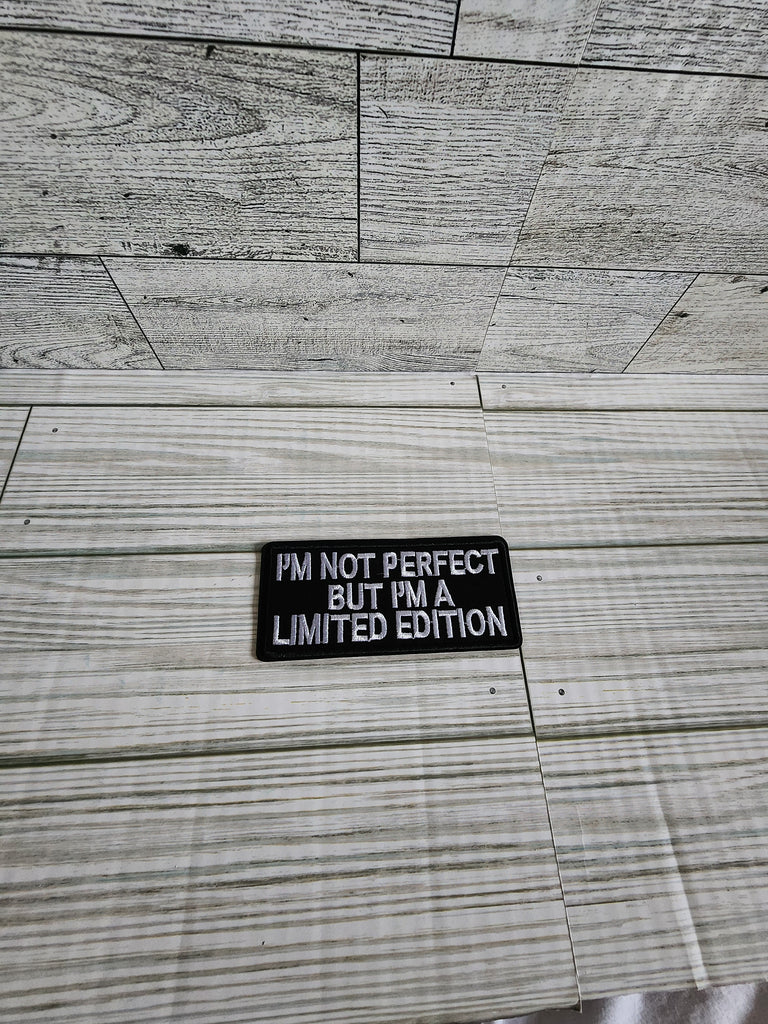 I'M NOT PERFECT
BUT I'M A
LIMITED EDITION